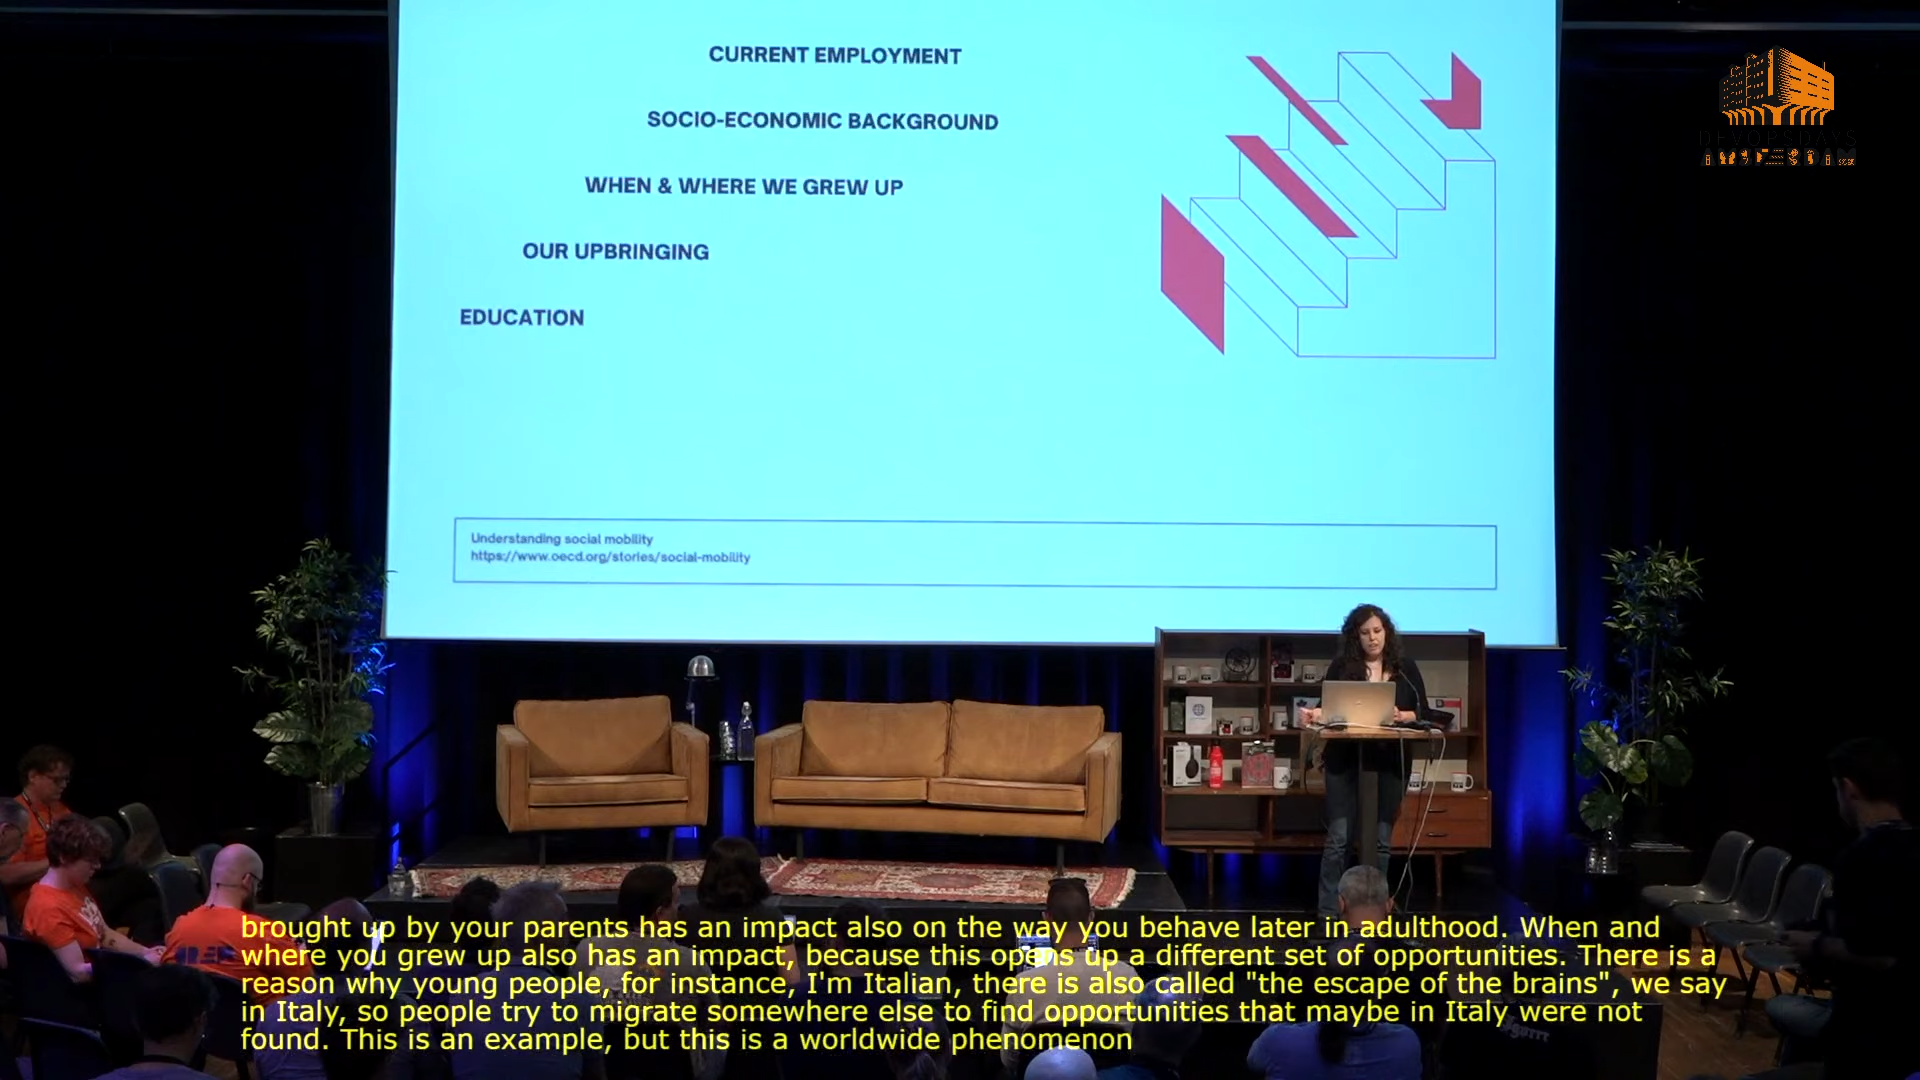 CURRENT EMPLOYMENT
SOCIO-ECONOMIC BACKGROUND
WHEN & WHERE WE GREW UP
OUR UPBRINGING
EDUCATION
Understanding social mobility
https://www.oecd.org/stories/social-mobility
DEVOPSDAYS
AMSTERDAM
brought up by your parents has an impact also on the way you behave later in adulthood. When and
where you grew up also has an impact, because this opens up a different set of opportunities. There is a
reason why young people, for instance, I'm Italian, there is also called "the escape of the brains", we say
in Italy, so people try to migrate somewhere else to find opportunities that maybe in Italy were not
found. This is an example, but this is a worldwide phenomenon